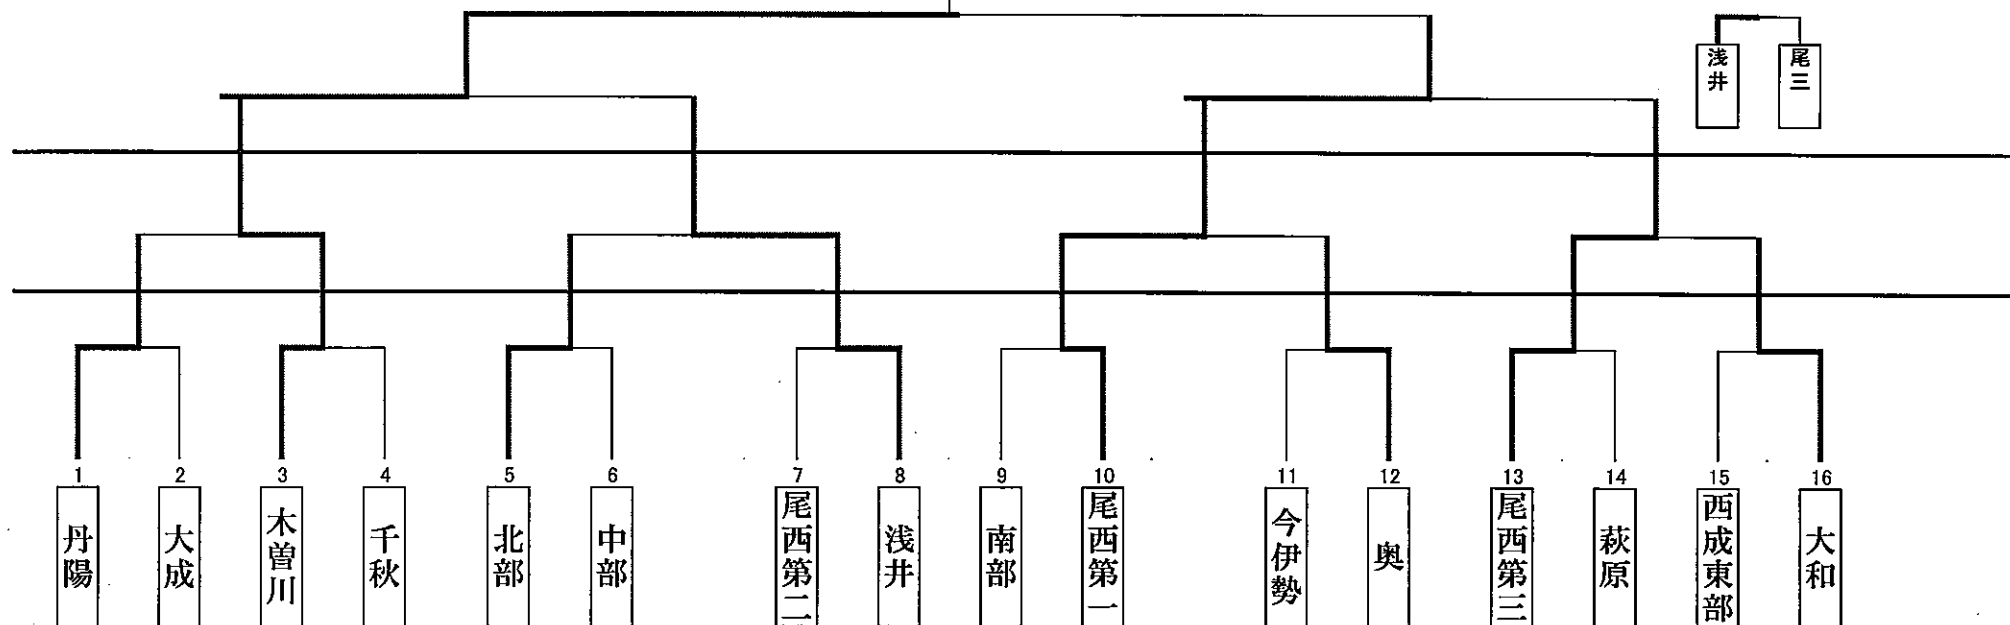 浅井
尾三
1
2
3
4
5
6
7
8
9
10
11
12
13
14
15
16
丹陽
大成
木曽川
千秋
北部
中部
尾西第二
浅井
南部
尾西第一
今伊勢
奥
尾西第三
萩原
西成東部
大和